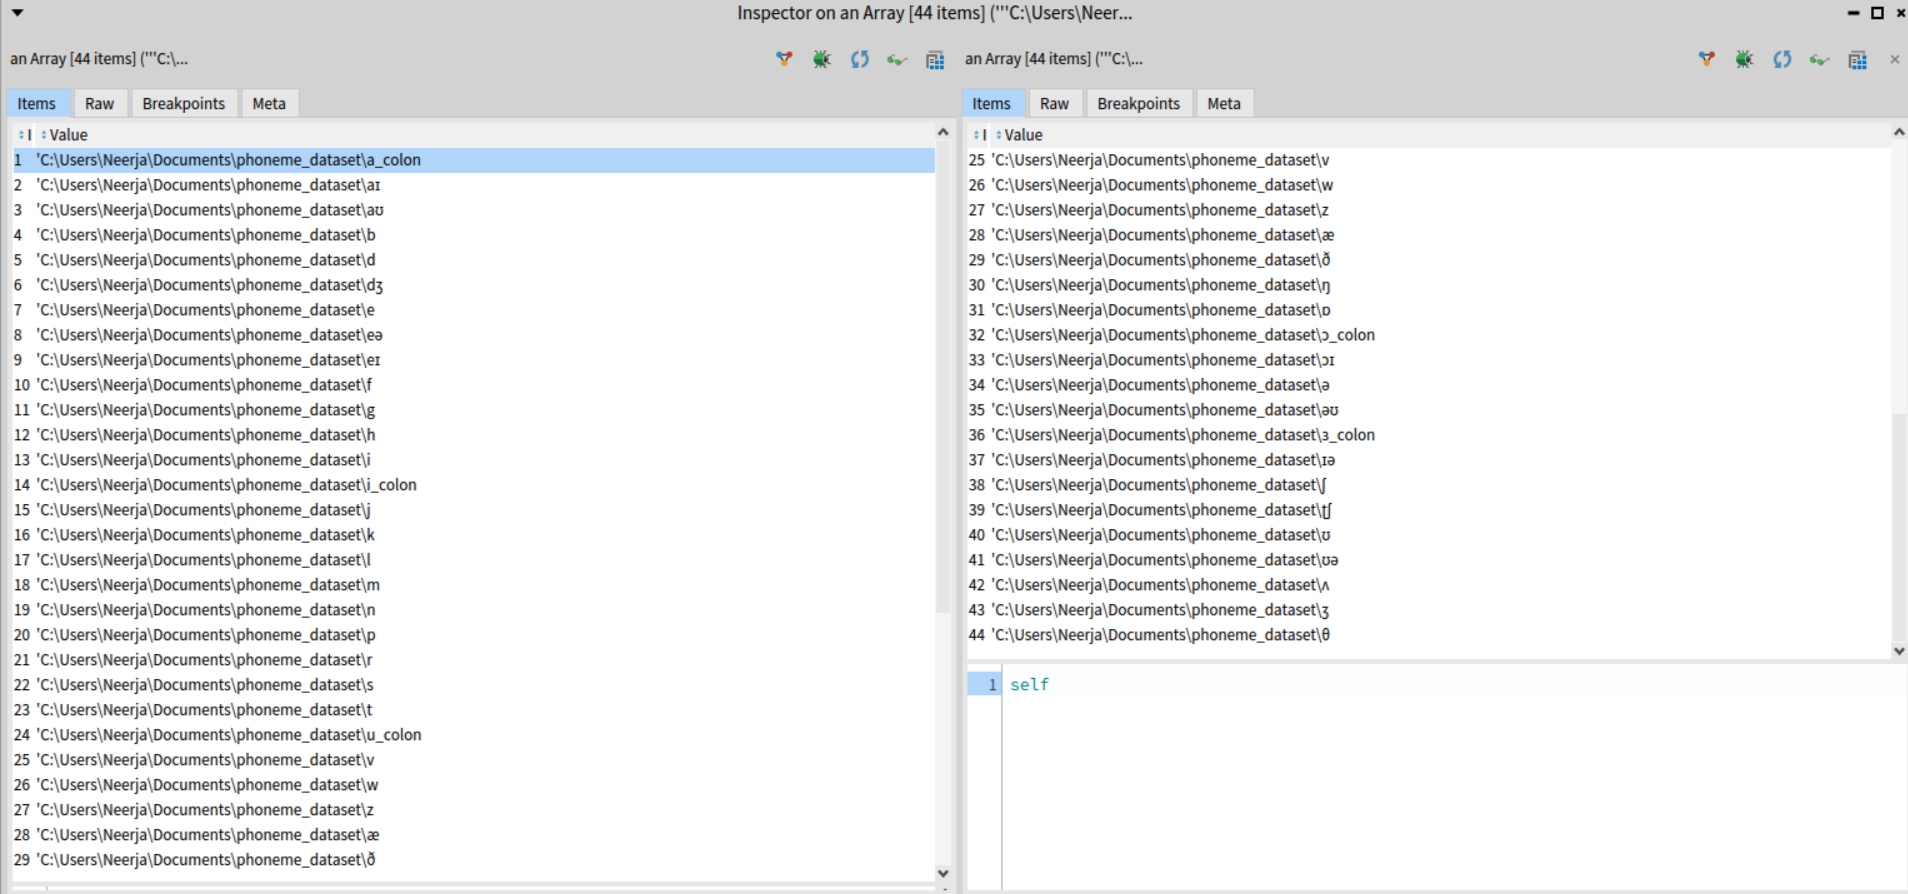 Inspector on an Array [44 items] ('''C:\Users\Neer...
an Array [44 items] ('''C:\...
Items Raw Breakpoints Meta
I Value
1 'C:\Users\Neerja\Documents\phoneme_dataset\a_colon
2 'C:\Users\Neerja\Documents\phoneme_dataset\aɪ
3 'C:\Users\Neerja\Documents\phoneme_dataset\aʊ
4 'C:\Users\Neerja\Documents\phoneme_dataset\b
5 'C:\Users\Neerja\Documents\phoneme_dataset\d
6 'C:\Users\Neerja\Documents\phoneme_dataset\dʒ
7 'C:\Users\Neerja\Documents\phoneme_dataset\e
8 'C:\Users\Neerja\Documents\phoneme_dataset\eə
9 'C:\Users\Neerja\Documents\phoneme_dataset\eɪ
10 'C:\Users\Neerja\Documents\phoneme_dataset\f
11 'C:\Users\Neerja\Documents\phoneme_dataset\g
12 'C:\Users\Neerja\Documents\phoneme_dataset\h
13 'C:\Users\Neerja\Documents\phoneme_dataset\i
14 'C:\Users\Neerja\Documents\phoneme_dataset\i_colon
15 'C:\Users\Neerja\Documents\phoneme_dataset\j
16 'C:\Users\Neerja\Documents\phoneme_dataset\k
17 'C:\Users\Neerja\Documents\phoneme_dataset\l
18 'C:\Users\Neerja\Documents\phoneme_dataset\m
19 'C:\Users\Neerja\Documents\phoneme_dataset\n
20 'C:\Users\Neerja\Documents\phoneme_dataset\p
21 'C:\Users\Neerja\Documents\phoneme_dataset\r
22 'C:\Users\Neerja\Documents\phoneme_dataset\s
23 'C:\Users\Neerja\Documents\phoneme_dataset\t
24 'C:\Users\Neerja\Documents\phoneme_dataset\u_colon
25 'C:\Users\Neerja\Documents\phoneme_dataset\v
26 'C:\Users\Neerja\Documents\phoneme_dataset\w
27 'C:\Users\Neerja\Documents\phoneme_dataset\z
28 'C:\Users\Neerja\Documents\phoneme_dataset\æ
29 'C:\Users\Neerja\Documents\phoneme_dataset\ð
an Array [44 items] ('''C:\...
Items Raw Breakpoints Meta
I Value
25 'C:\Users\Neerja\Documents\phoneme_dataset\v
26 'C:\Users\Neerja\Documents\phoneme_dataset\w
27 'C:\Users\Neerja\Documents\phoneme_dataset\z
28 'C:\Users\Neerja\Documents\phoneme_dataset\æ
29 'C:\Users\Neerja\Documents\phoneme_dataset\ð
30 'C:\Users\Neerja\Documents\phoneme_dataset\ŋ
31 'C:\Users\Neerja\Documents\phoneme_dataset\ɒ
32 'C:\Users\Neerja\Documents\phoneme_dataset\ɔ_colon
33 'C:\Users\Neerja\Documents\phoneme_dataset\ɔɪ
34 'C:\Users\Neerja\Documents\phoneme_dataset\ə
35 'C:\Users\Neerja\Documents\phoneme_dataset\əʊ
36 'C:\Users\Neerja\Documents\phoneme_dataset\ɜ_colon
37 'C:\Users\Neerja\Documents\phoneme_dataset\ɪə
38 'C:\Users\Neerja\Documents\phoneme_dataset\ʃ
39 'C:\Users\Neerja\Documents\phoneme_dataset\ʈʃ
40 'C:\Users\Neerja\Documents\phoneme_dataset\ʊ
41 'C:\Users\Neerja\Documents\phoneme_dataset\ʊə
42 'C:\Users\Neerja\Documents\phoneme_dataset\ʌ
43 'C:\Users\Neerja\Documents\phoneme_dataset\ʒ
44 'C:\Users\Neerja\Documents\phoneme_dataset\θ
1 self